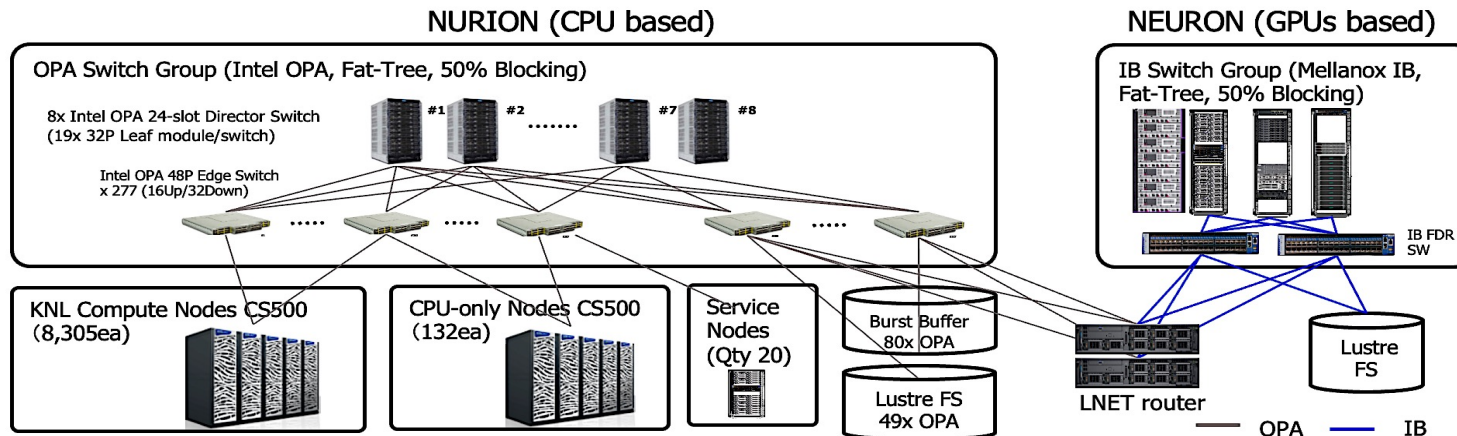 NURION (CPU based)
NEURON (GPUs based)
OPA Switch Group (Intel OPA, Fat-Tree, 50% Blocking)
8x Intel OPA 24-slot Director Switch
(19x 32P Leaf module/switch)
#1
#2
.......
#7
#8
Intel OPA 48P Edge Switch
x 277 (16Up/32Down)
.....
.....
.....
IB Switch Group (Mellanox IB,
Fat-Tree, 50% Blocking)
IB FDR
SW
KNL Compute Nodes CS500
(8,305ea)
CPU-only Nodes CS500
(132ea)
Service
Nodes
(Qty 20)
Burst Buffer
80x OPA
Lustre FS
49x OPA
LNET router
Lustre
FS
OPA
IB